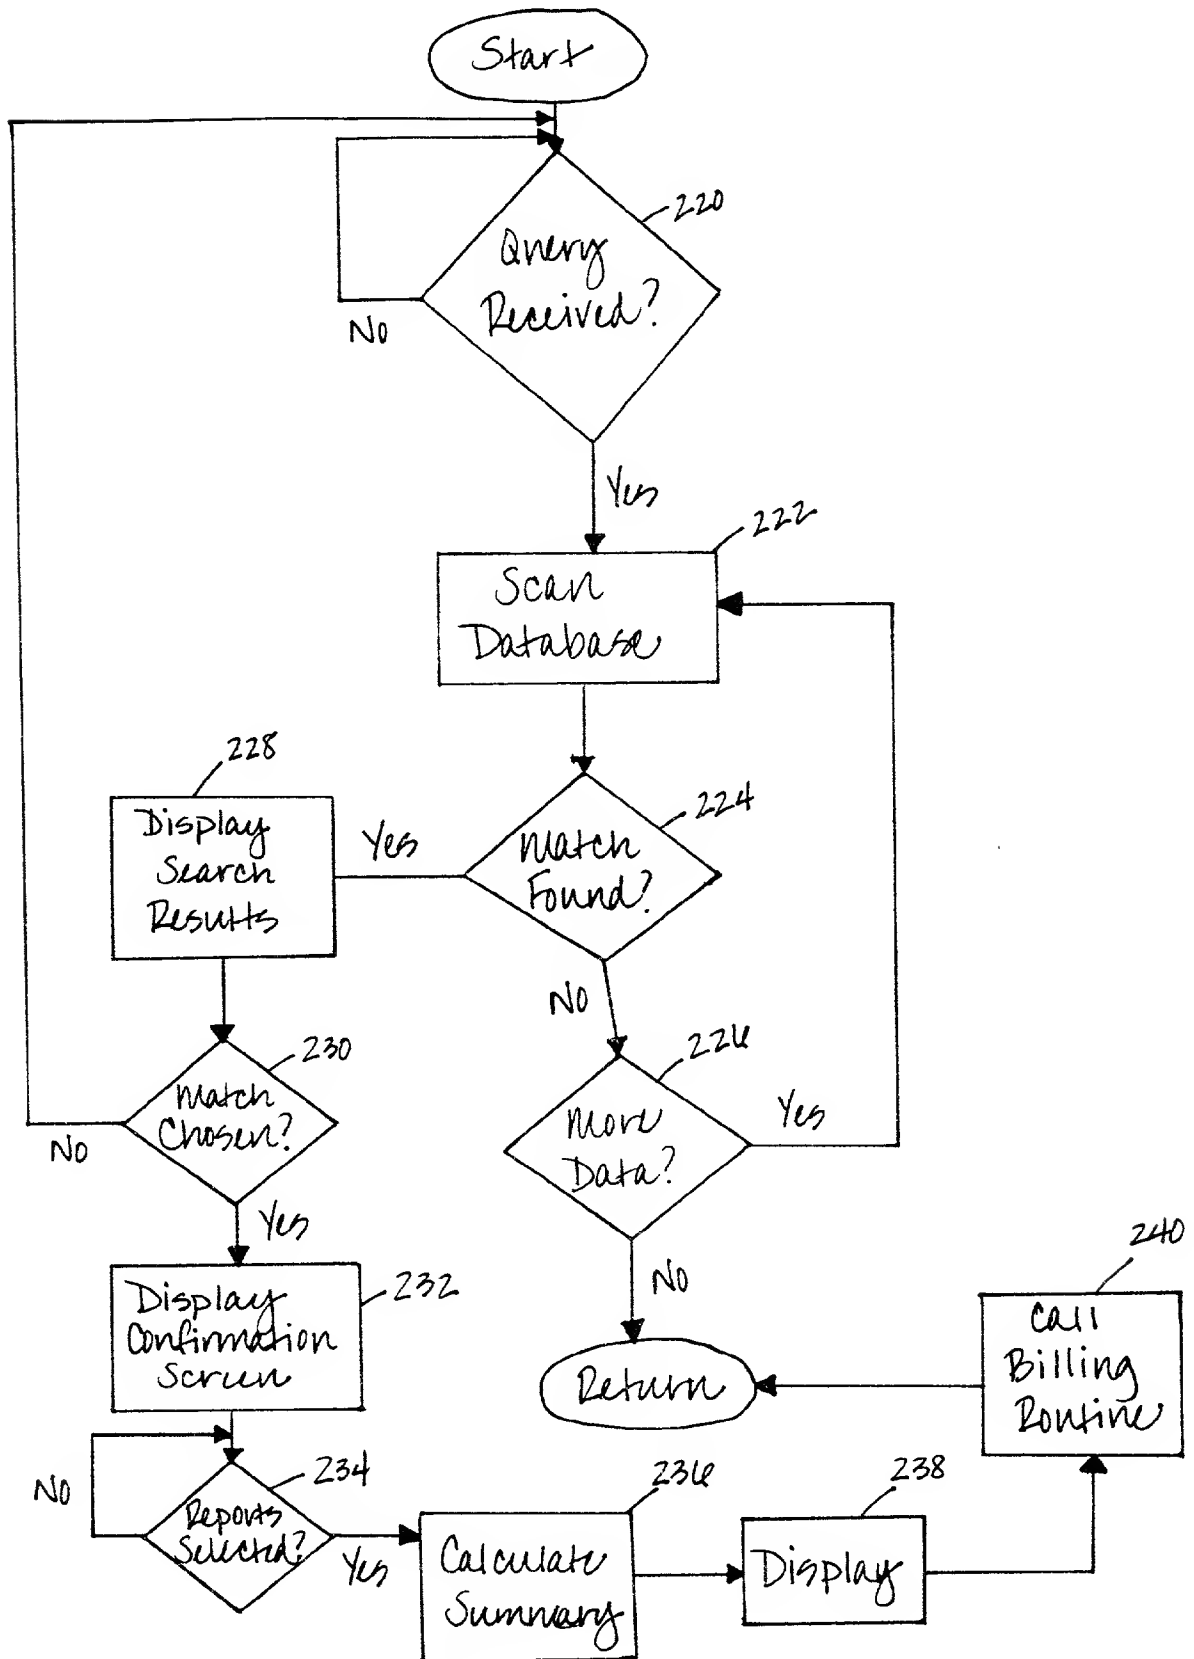 Start
220
Query
Received?
No
Yes
222
Scan
Database
228
Display
Search
Results
Yes
224
Match
Found?
No
230
Match
Chosen?
No
Yes
226
More
Data?
Yes
No
232
Display
Confirmation
Screen
240
Call
Billing
Routine
Return
234
Reports
Selected?
No
Yes
236
Calculate
Summary
238
Display